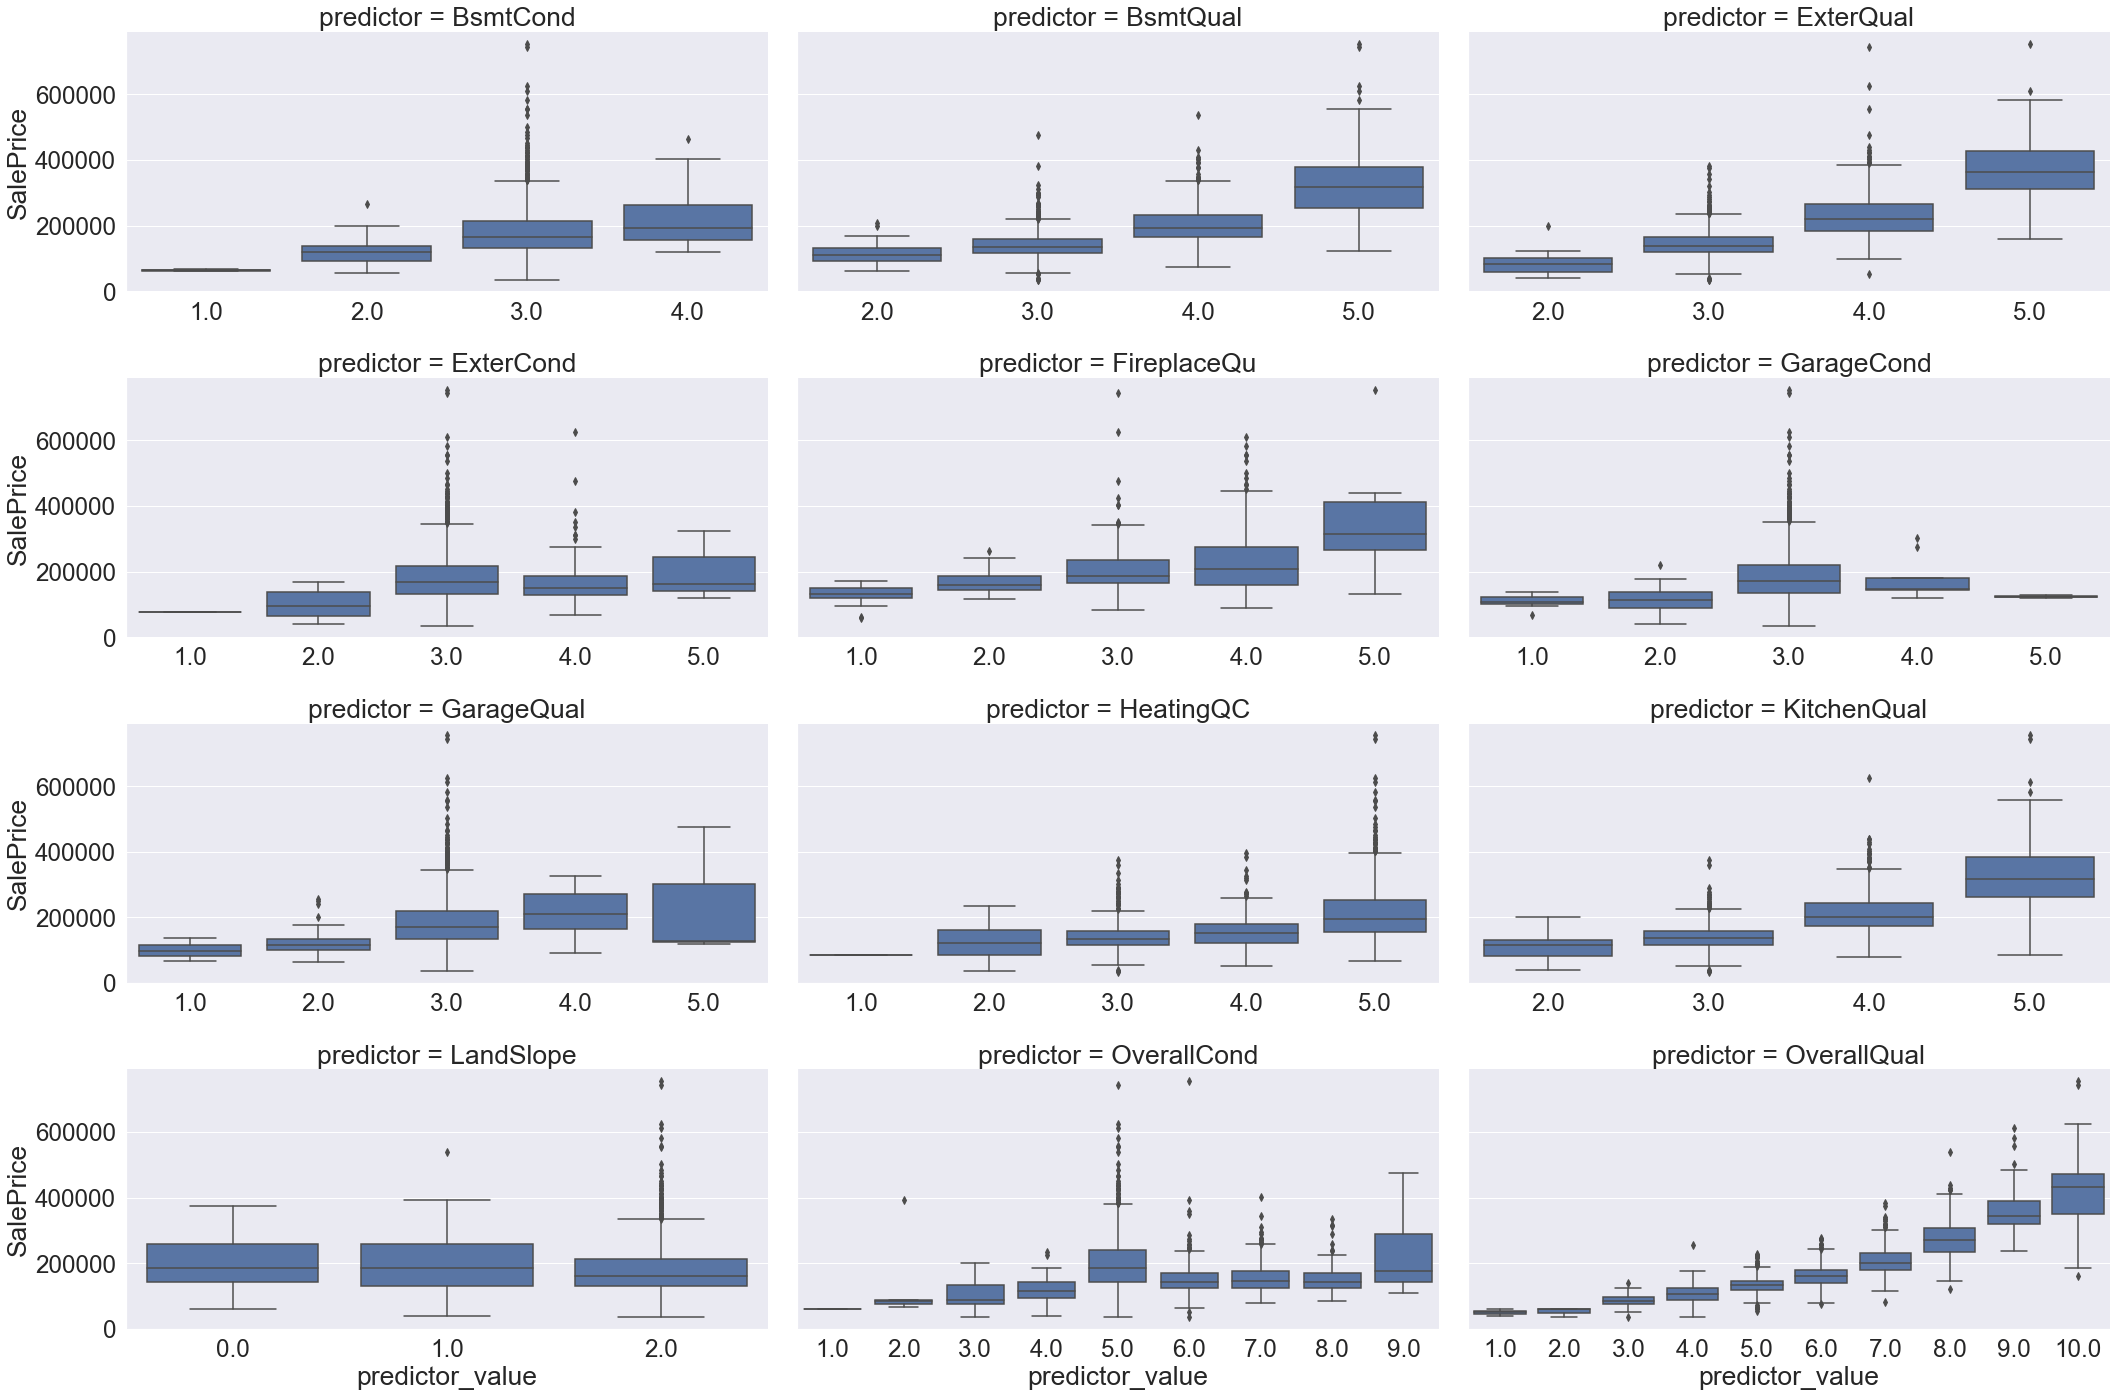 predictor = BsmtCond predictor = BsmtQual predictor = ExterQual
SalePrice
600000
400000
200000
0
1.0 2.0 3.0 4.0 2.0 3.0 4.0 5.0 2.0 3.0 4.0 5.0
predictor = ExterCond predictor = FireplaceQu predictor = GarageCond
SalePrice
600000
400000
200000
0
1.0 2.0 3.0 4.0 5.0 1.0 2.0 3.0 4.0 5.0 1.0 2.0 3.0 4.0 5.0
predictor = GarageQual predictor = HeatingQC predictor = KitchenQual
SalePrice
600000
400000
200000
0
1.0 2.0 3.0 4.0 5.0 1.0 2.0 3.0 4.0 5.0 2.0 3.0 4.0 5.0
predictor = LandSlope predictor = OverallCond predictor = OverallQual
SalePrice
600000
400000
200000
0
0.0 1.0 2.0 1.0 2.0 3.0 4.0 5.0 6.0 7.0 8.0 9.0 1.0 2.0 3.0 4.0 5.0 6.0 7.0 8.0 9.0 10.0
predictor_value predictor_value predictor_value